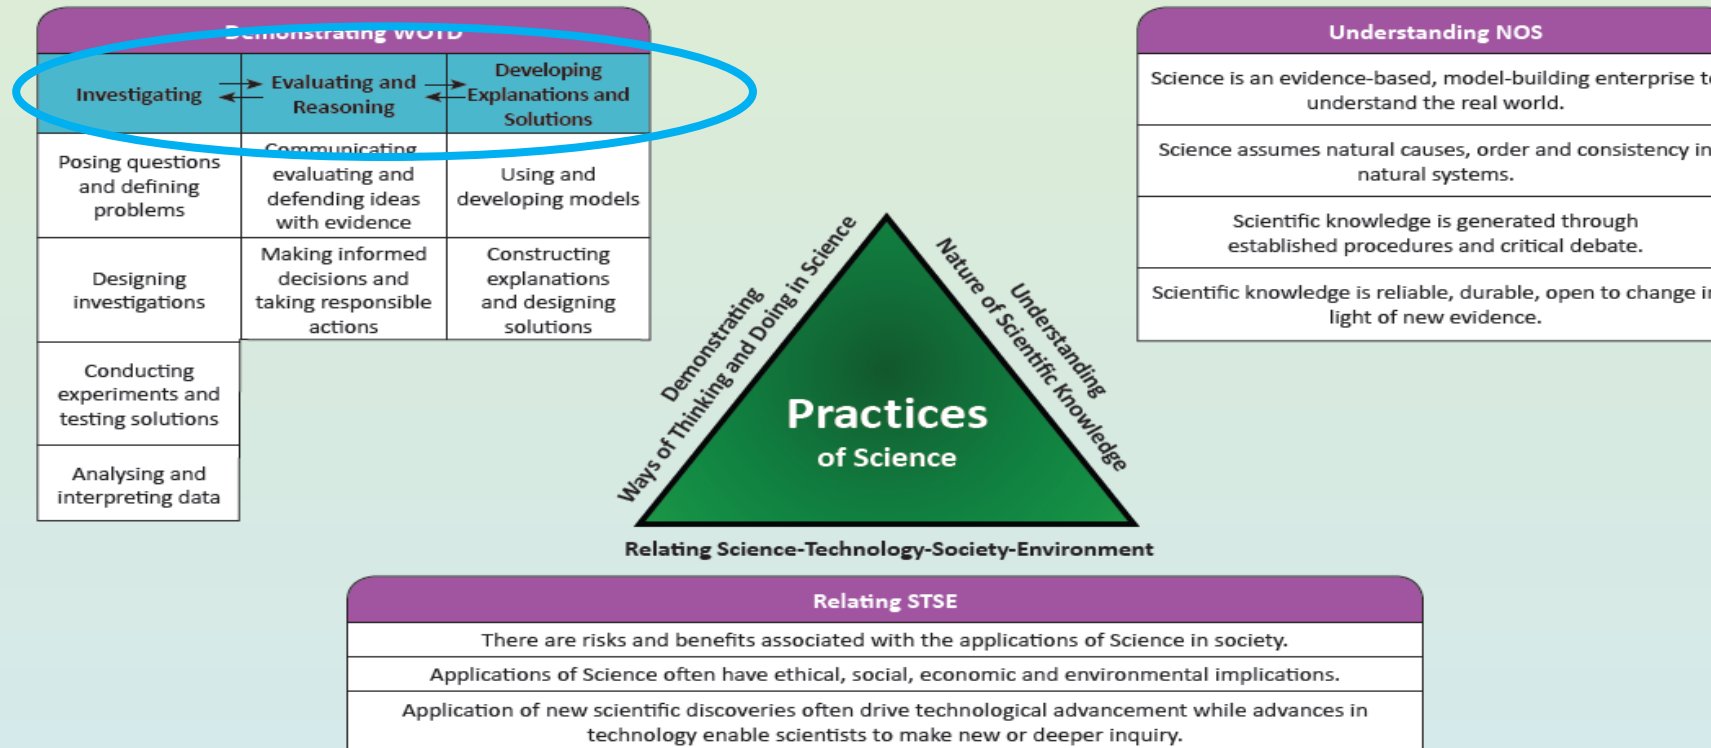 Demonstrating WOTD
Investigating
Evaluating and
Reasoning
Developing
Explanations and
Solutions
Posing questions
and defining
problems
Communicating
evaluating and
defending ideas
with evidence
Using and
developing models
Designing
investigations
Making informed
decisions and
taking responsible
actions
Constructing
explanations
and designing
solutions
Conducting
experiments and
testing solutions
Analysing and
interpreting data
Understanding NOS
Science is an evidence-based, model-building enterprise
understand the real world.
Science assumes natural causes, order and consistency in
natural systems.
Scientific knowledge is generated through
established procedures and critical debate.
Scientific knowledge is reliable, durable, open to change in
light of new evidence.
Demonstrating
Ways of Thinking and Doing in Science
Understanding
Nature of Scientific Knowledge
Practices
of Science
Relating Science-Technology-Society-Environment
Relating STSE
There are risks and benefits associated with the applications of Science in society.
Applications of Science often have ethical, social, economic and environmental implications.
Application of new scientific discoveries often drive technological advancement while advances in
technology enable scientists to make new or deeper inquiry.